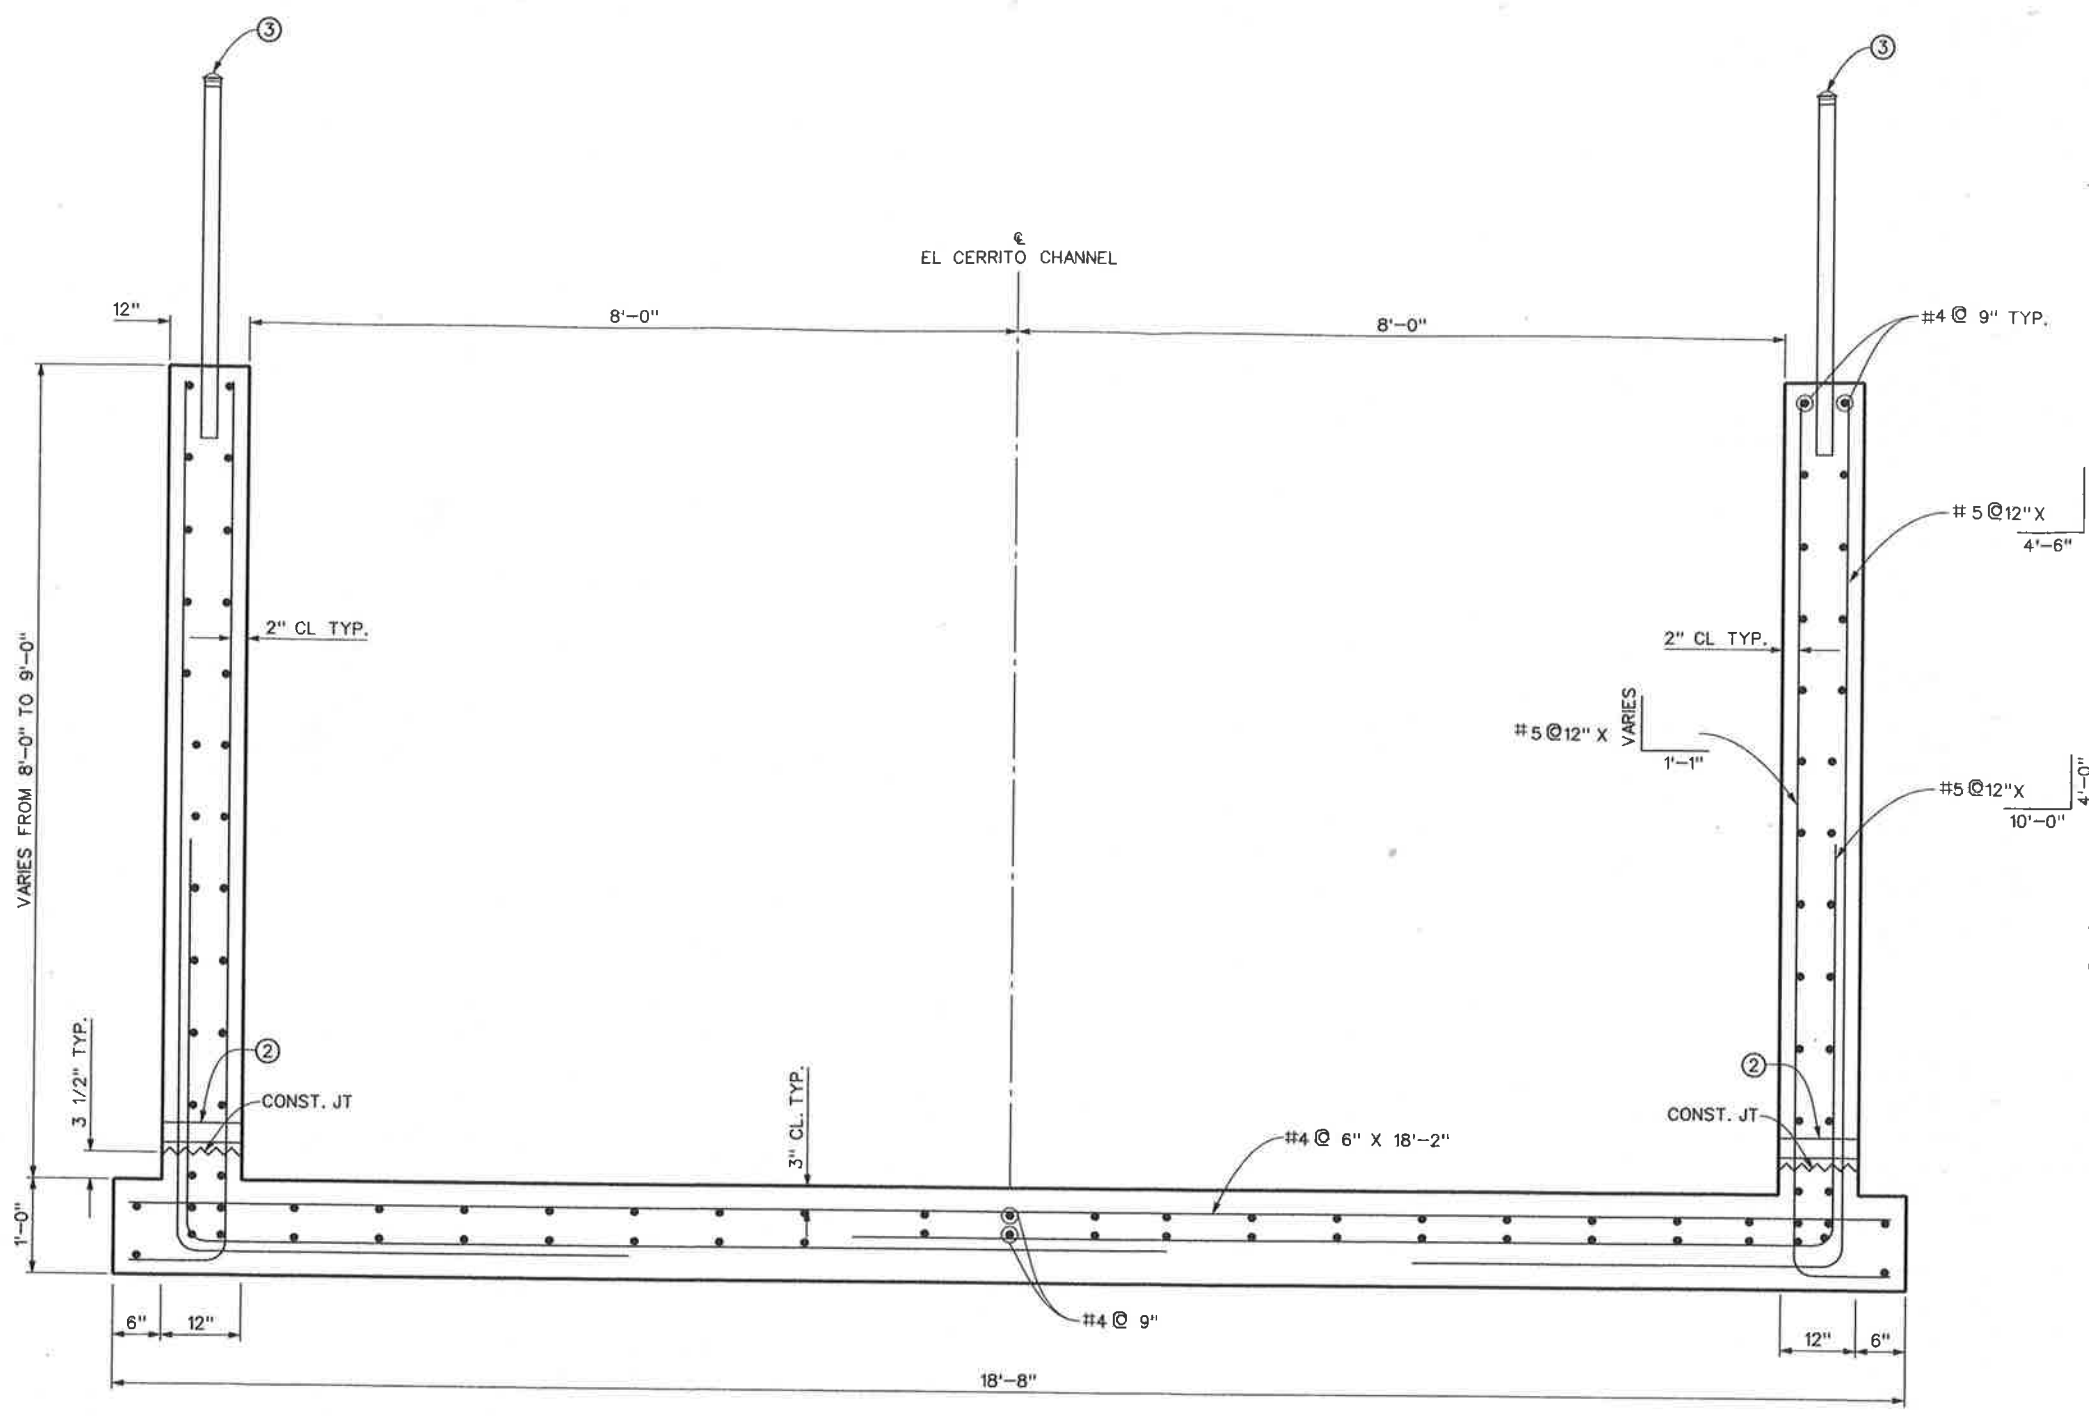 3
3
℄
EL CERRITO CHANNEL
12"
8'-0"
8'-0"
#4 @ 9" TYP.
# 5 @12" X
4'-6"
2" CL TYP.
2" CL TYP.
VARIES FROM 8'-0" TO 9'-0"
#5 @12" X
VARIES
1'-1"
#5 @12" X
10'-0"
4'-0"
3 1/2" TYP.
2
CONST. JT
3" CL. TYP.
2
CONST. JT
#4 @ 6" X 18'-2"
1'-0"
6"
12"
#4 @ 9"
12"
6"
18'-8"